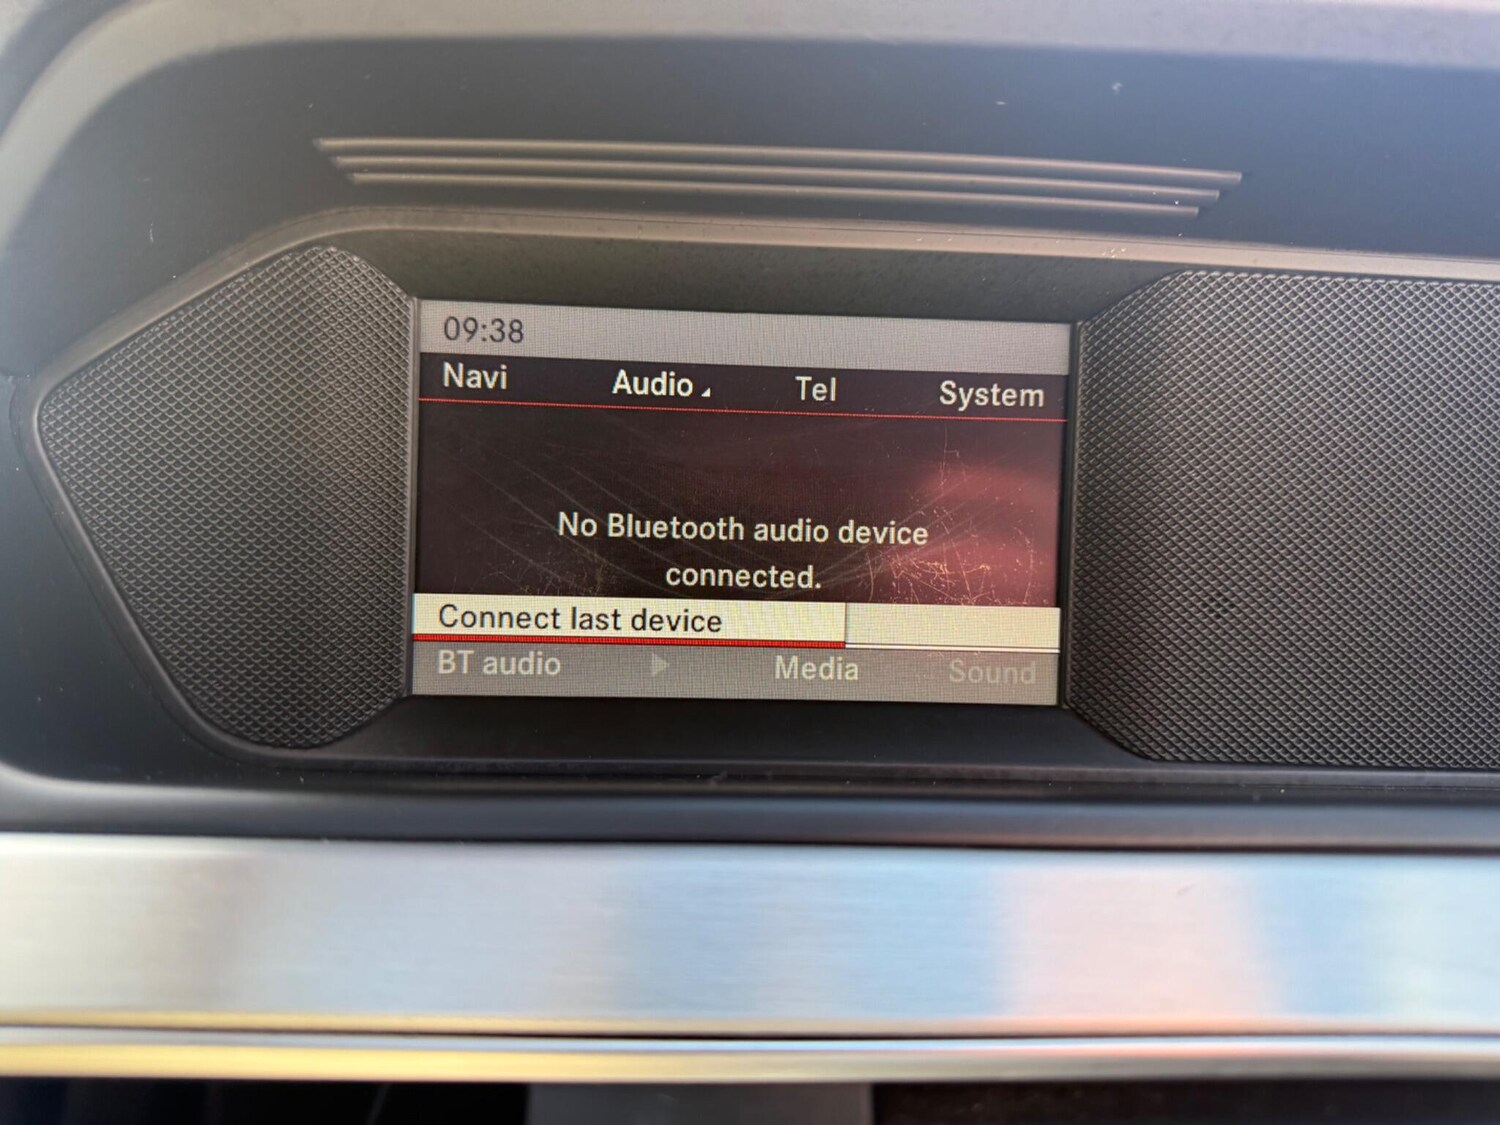 09:38
Navi Audio Tel System
No Bluetooth audio device
connected.
Connect last device
BT audio Media Sound